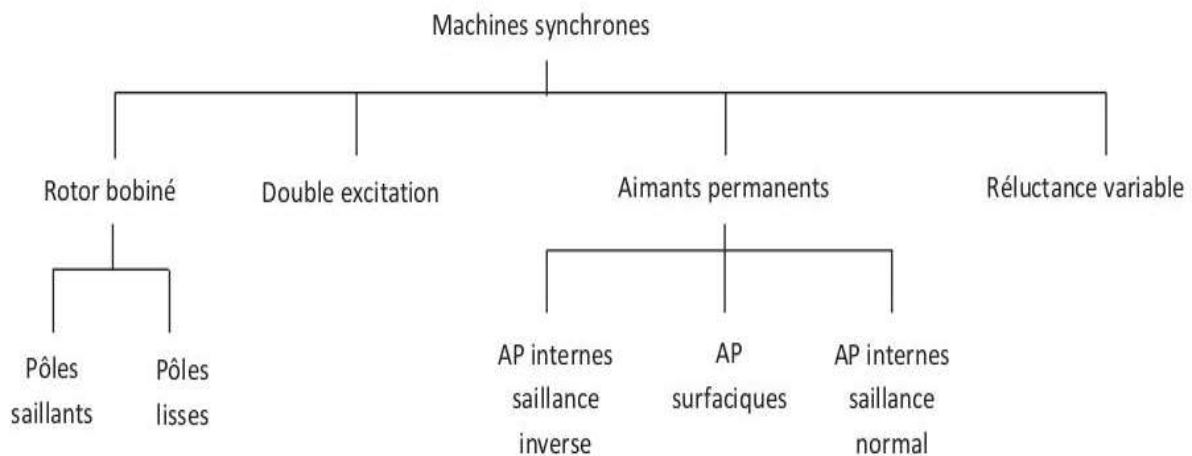 Machines synchrones
Rotor bobiné
Double excitation
Aimants permanents
Réluctance variable
Pôles
saillants
Pôles
lisses
AP internes
saillance
inverse
AP
surfaciques
AP internes
saillance
normal